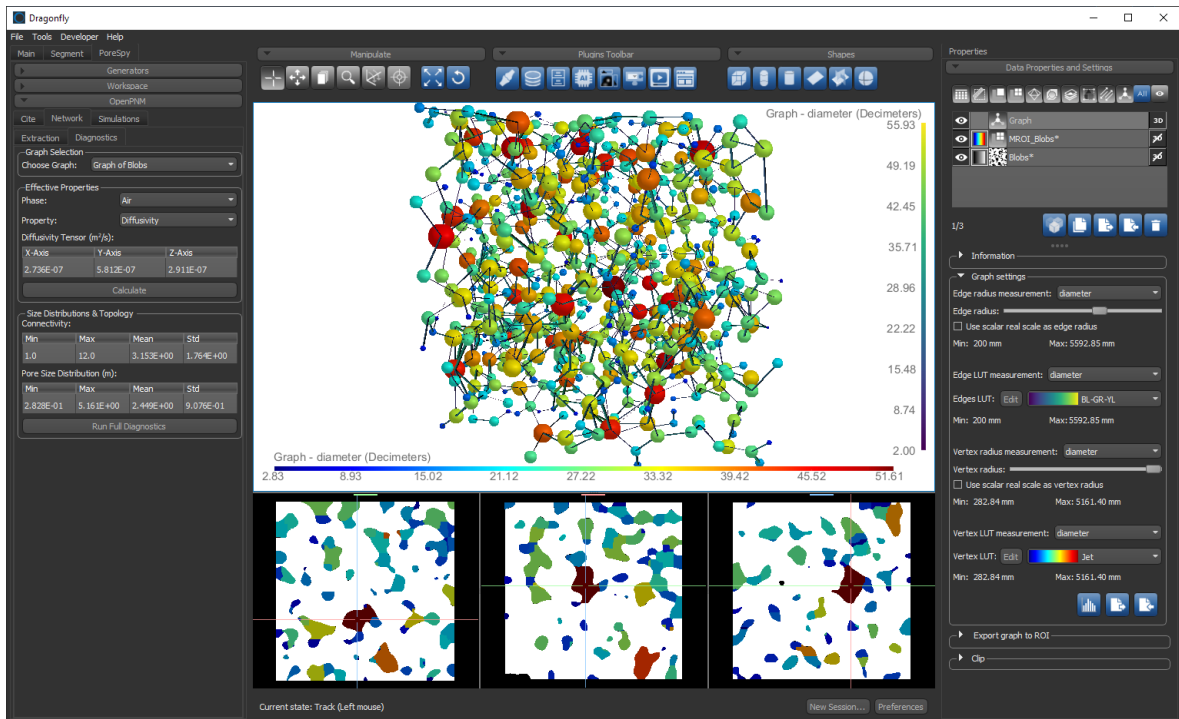 Dragonfly
File Tools Developer Help
Main Segment PoreSpy
Generators
Workspace
OpenPNM
Cite Network Simulations
Extraction Diagnostics
Graph Selection
Choose Graph: Graph of Blobs
Effective Properties
Phase: Air
Property: Diffusivity
Diffusivity Tensor (m²/s):
X-Axis Y-Axis Z-Axis
2.736E-07 5.812E-07 2.911E-07
Calculate
Size Distributions & Topology
Connectivity:
Min Max Mean Std
1.0 12.0 3.153E+00 1.764E+00
Pore Size Distribution (m):
Min Max Mean Std
2.828E-01 5.161E+00 2.449E+00 9.076E-01
Run Full Diagnostics
Manipulate Plugins Toolbar Shapes
Graph - diameter (Decimeters)
55.93
49.19
42.45
35.71
28.96
22.22
15.48
8.74
2.00
Graph - diameter (Decimeters)
2.83 8.93 15.02 21.12 27.22 33.32 39.42 45.52 51.61
Current state: Track (Left mouse)
New Session... Preferences
Properties
Data Properties and Settings
All
Graph 3D
MROI_Blobs*
Blobs*
1/3
Information
Graph settings
Edge radius measurement: diameter
Edge radius:
Use scalar real scale as edge radius
Min: 200 mm Max: 5592.85 mm
Edge LUT measurement: diameter
Edges LUT: Edit BL-GR-YL
Min: 200 mm Max: 5592.85 mm
Vertex radius measurement: diameter
Vertex radius:
Use scalar real scale as vertex radius
Min: 282.84 mm Max: 5161.40 mm
Vertex LUT measurement: diameter
Vertex LUT: Edit Jet
Min: 282.84 mm Max: 5161.40 mm
Export graph to ROI
Clip